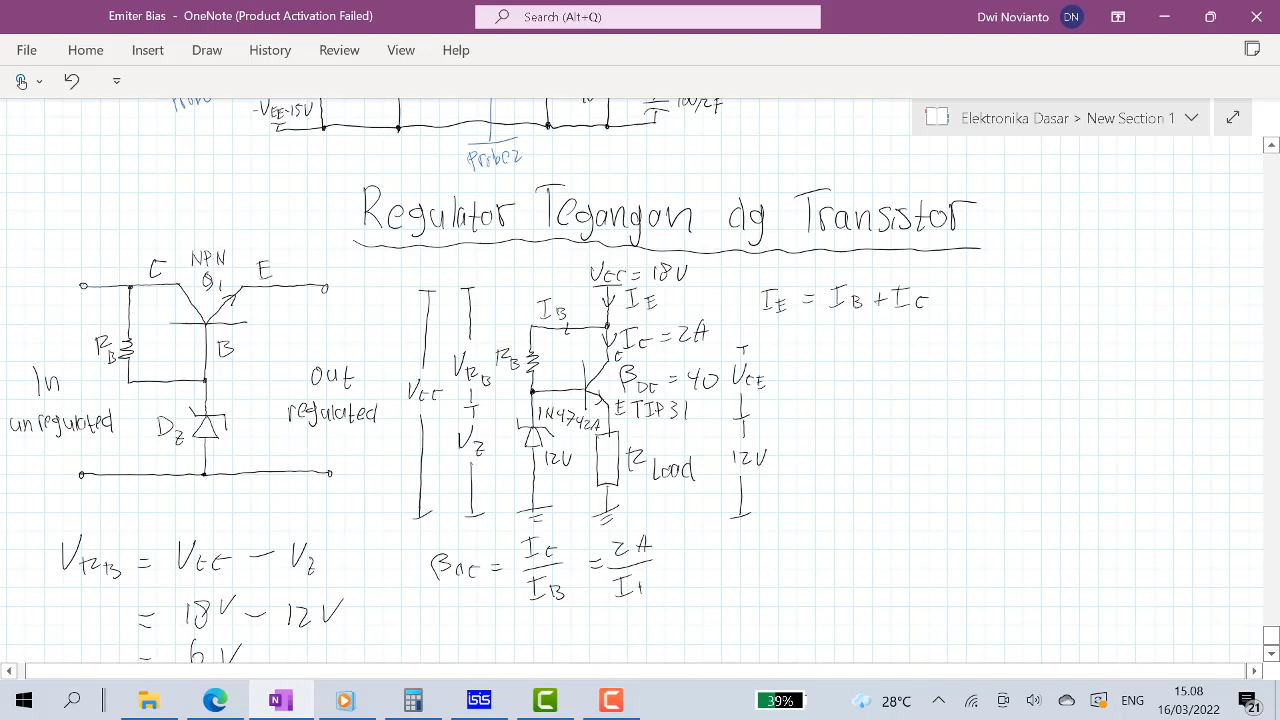 Emiter Bias - OneNote (Product Activation Failed)
Search (Alt+Q)
Dwi Novianto
DN
File
Home
Insert
Draw
History
Review
View
Help
Elektronika Dasar > New Section 1
-VEE-15V
Probe2
Regulator Tegangan dg Transistor
C
NPN
Q1
E
RB
B
In
unregulated
Out
regulated
DZ
VCC = 18V
IE
IB
IC = 2A
RB
C
βDC = 40
E TIP31
1N4742A
12V
R Load
VCC
VRB
VZ
VCE
12V
IE = IB + IC
VRB = VCC - VZ
= 18V - 12V
= 6V
βDC = IC / IB = 2A / I
39%
28°C
ENG
15.08
16/03/2022
21
isis